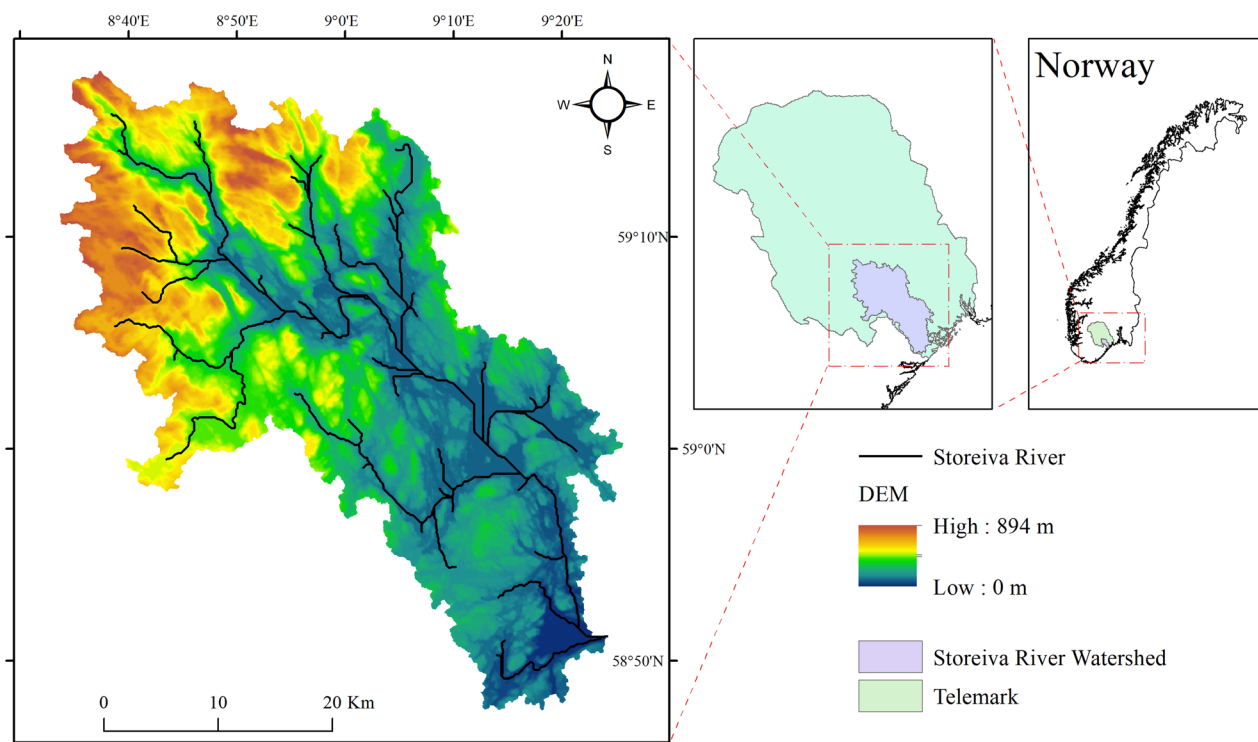 8°40'E
8°50'E
9°0'E
9°10'E
9°20'E
N
W
E
S
Norway
59°10'N
59°0'N
58°50'N
0
10
20 Km
Storeiva River
DEM
High : 894 m
Low : 0 m
Storeiva River Watershed
Telemark